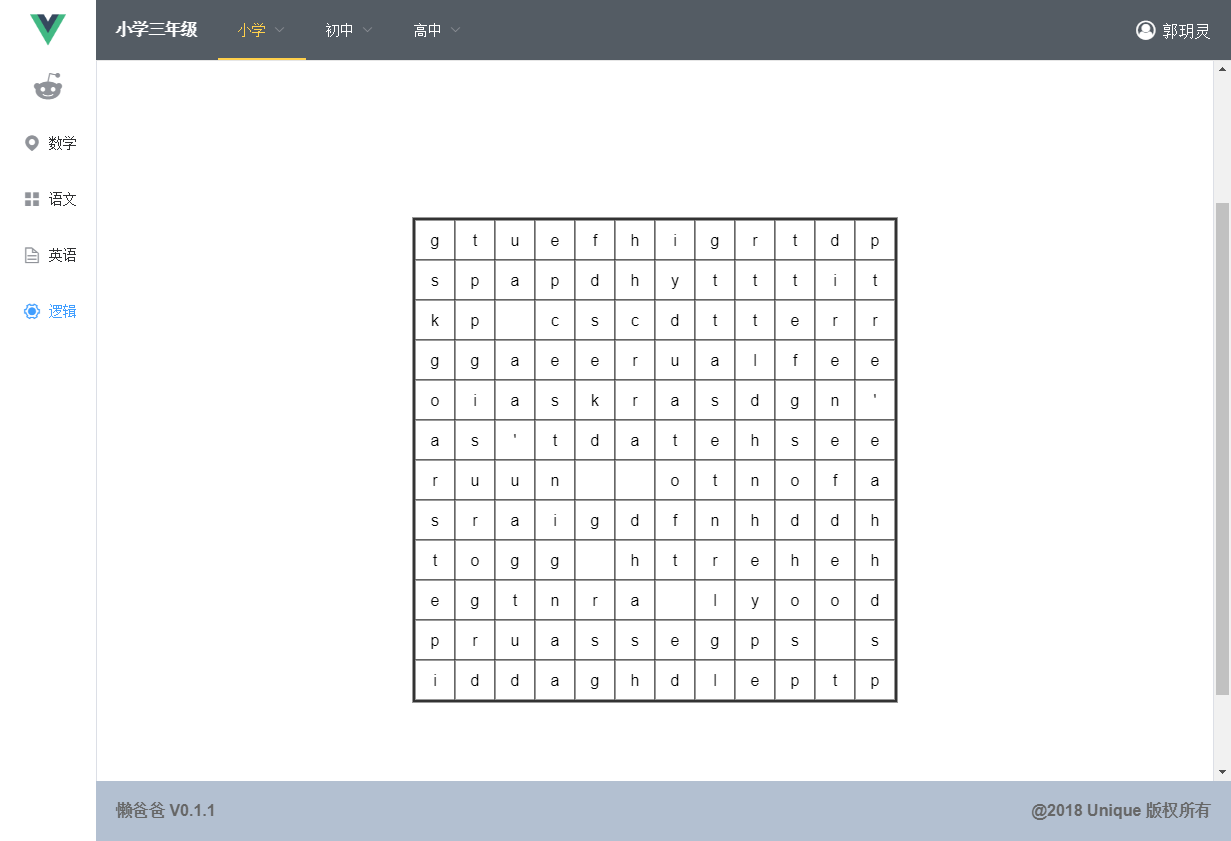 小学三年级 小学 初中 高中 郭玥灵
数学
语文
英语
逻辑
g t u e f h i g r t d p
s p a p d h y t t t i t
k p c s c d t t e r r
g g a e e r u a l f e e
o i a s k r a s d g n '
a s ' t d a t e h s e e
r u u n o t n o f a
s r a i g d f n h d d h
t o g g h t r e h e h
e g t n r a l y o o d
p r u a s s e g p s s
i d d a g h d l e p t p
懒爸爸 V0.1.1 @2018 Unique 版权所有